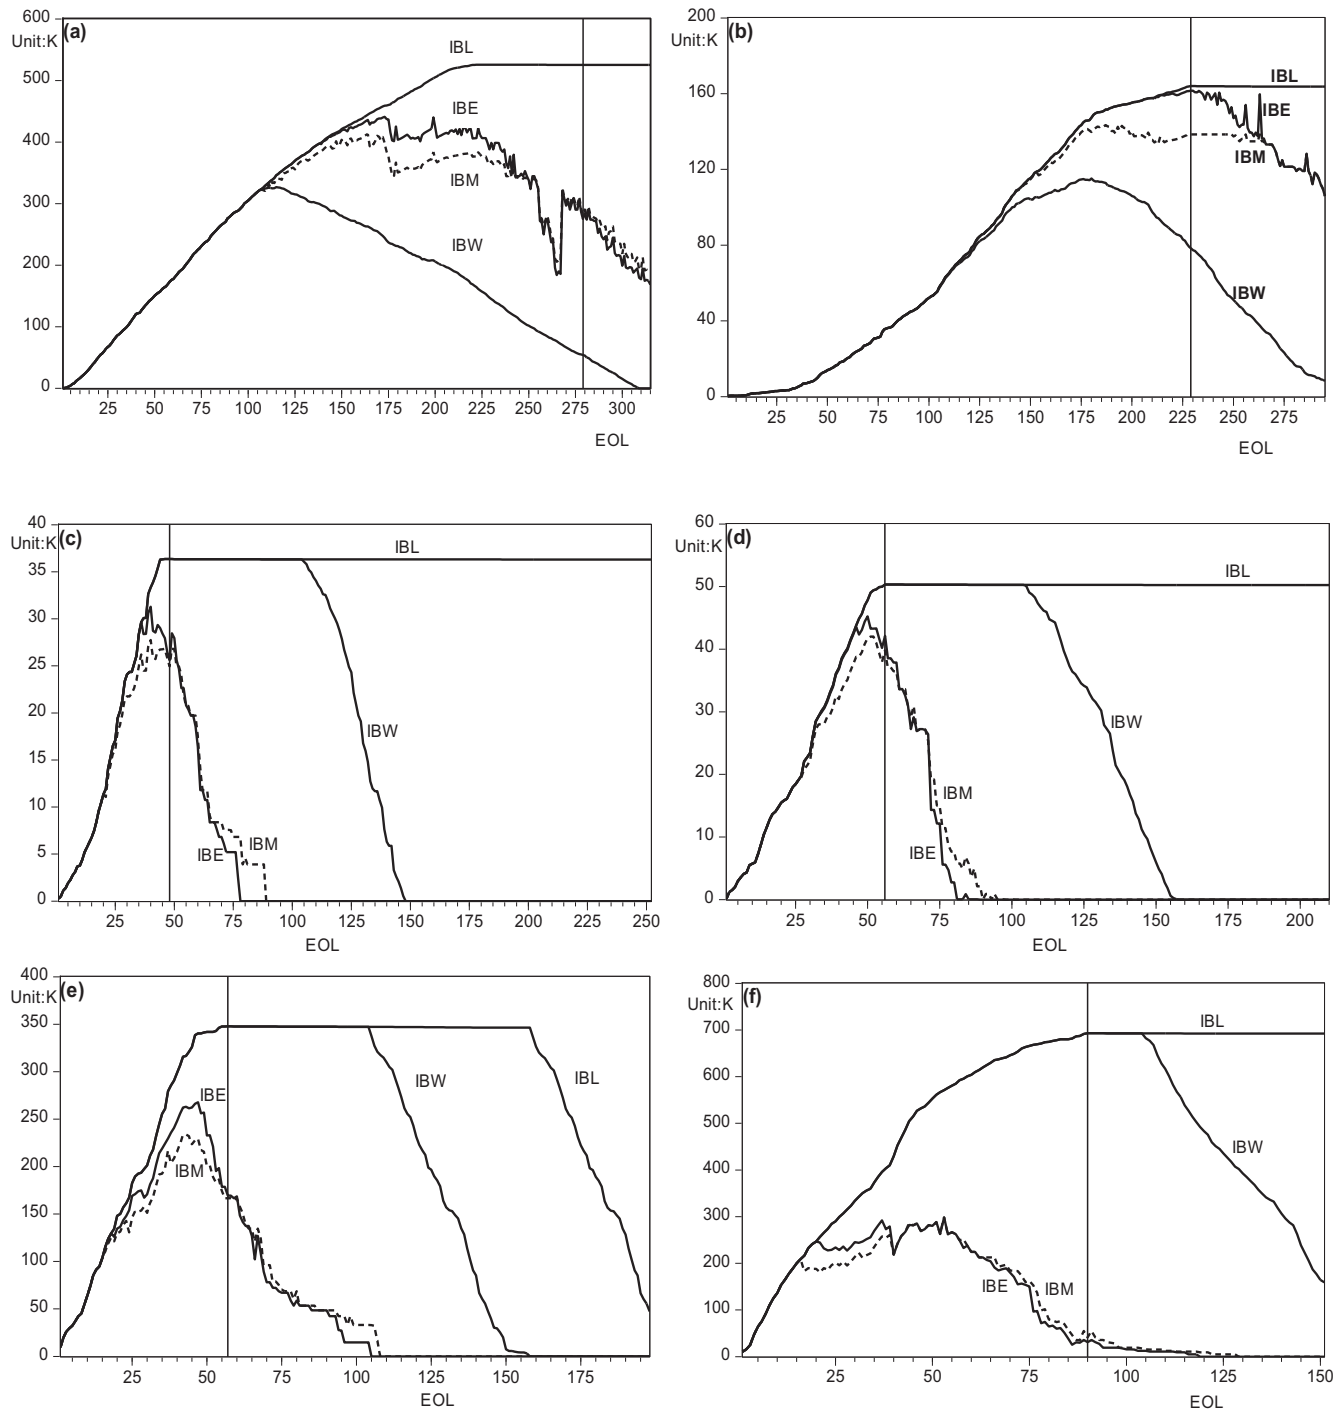 600
Unit:K
(a)
IBL
500
IBE
400
IBM
300
IBW
200
100
0
25 50 75 100 125 150 175 200 225 250 275 300
EOL
200
Unit:K
(b)
IBL
160
IBE
IBM
120
80
IBW
40
0
25 50 75 100 125 150 175 200 225 250 275
EOL
40
Unit:K
(c)
IBL
35
30
25
20
IBW
15
10
IBM
5
IBE
0
25 50 75 100 125 150 175 200 225 250
EOL
60
Unit:K
(d)
IBL
50
40
30
IBW
20
IBM
10
IBE
0
25 50 75 100 125 150 175 200
EOL
400
Unit:K
(e)
350
300
IBE
IBW
IBL
250
200
IBM
150
100
50
0
25 50 75 100 125 150 175
EOL
800
Unit:K
(f)
700
IBL
600
500
IBW
400
300
200
IBE
IBM
100
0
25 50 75 100 125 150
EOL